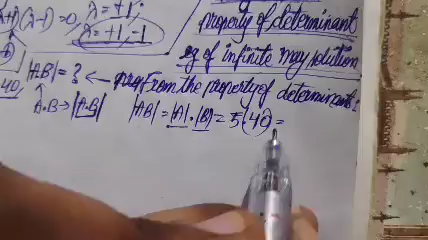 (λ-1)=0, λ=+1;
λ=+1,-1
property of determinant
eg of infinite may solution
40,
|AB| = ? ← From the property of determinant:
A.B → |A.B|
|AB| = |A|.|B| = 5(40) =